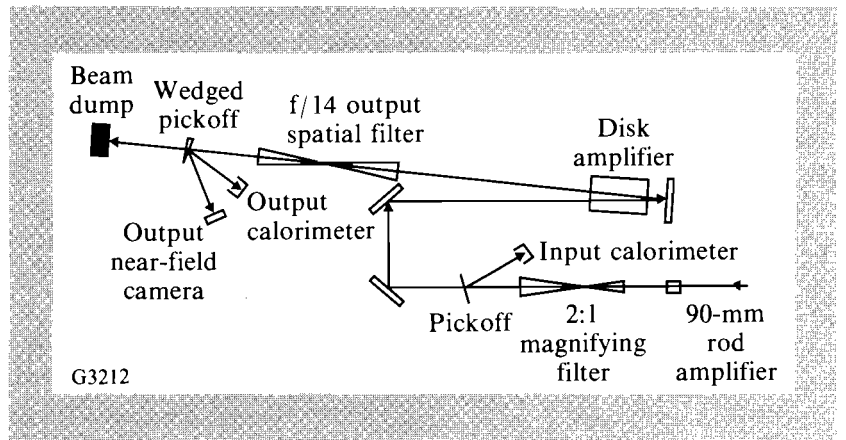 Beam
dump
Wedged
pickoff
f/14 output
spatial filter
Disk
amplifier
Output
calorimeter
Output
near-field
camera
Input calorimeter
Pickoff
2:1
magnifying
filter
90-mm
rod
amplifier
G3212